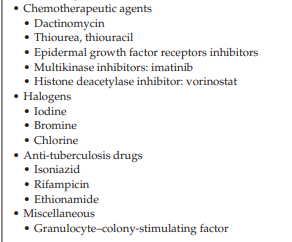 • Chemotherapeutic agents
• Dactinomycin
• Thiourea, thiouracil
• Epidermal growth factor receptors inhibitors
• Multikinase inhibitors: imatinib
• Histone deacetylase inhibitor: vorinostat
• Halogens
• Iodine
• Bromine
• Chlorine
• Anti-tuberculosis drugs
• Isoniazid
• Rifampicin
• Ethionamide
• Miscellaneous
• Granulocyte–colony-stimulating factor